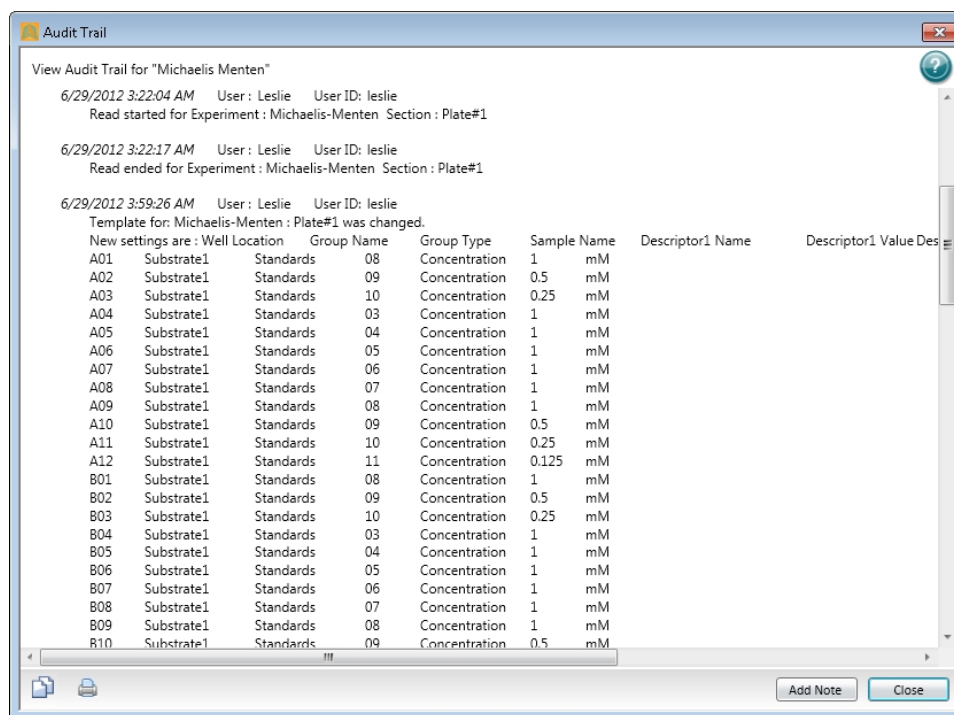 Audit Trail
View Audit Trail for "Michaelis Menten"
6/29/2012 3:22:04 AM User : Leslie User ID: leslie
Read started for Experiment : Michaelis-Menten Section : Plate#1
6/29/2012 3:22:17 AM User : Leslie User ID: leslie
Read ended for Experiment : Michaelis-Menten Section : Plate#1
6/29/2012 3:59:26 AM User : Leslie User ID: leslie
Template for: Michaelis-Menten : Plate#1 was changed.
New settings are : Well Location Group Name Group Type Sample Name Descriptor1 Name Descriptor1 Value Des
A01 Substrate1 Standards 08 Concentration 1 mM
A02 Substrate1 Standards 09 Concentration 0.5 mM
A03 Substrate1 Standards 10 Concentration 0.25 mM
A04 Substrate1 Standards 03 Concentration 1 mM
A05 Substrate1 Standards 04 Concentration 1 mM
A06 Substrate1 Standards 05 Concentration 1 mM
A07 Substrate1 Standards 06 Concentration 1 mM
A08 Substrate1 Standards 07 Concentration 1 mM
A09 Substrate1 Standards 08 Concentration 1 mM
A10 Substrate1 Standards 09 Concentration 0.5 mM
A11 Substrate1 Standards 10 Concentration 0.25 mM
A12 Substrate1 Standards 11 Concentration 0.125 mM
B01 Substrate1 Standards 08 Concentration 1 mM
B02 Substrate1 Standards 09 Concentration 0.5 mM
B03 Substrate1 Standards 10 Concentration 0.25 mM
B04 Substrate1 Standards 03 Concentration 1 mM
B05 Substrate1 Standards 04 Concentration 1 mM
B06 Substrate1 Standards 05 Concentration 1 mM
B07 Substrate1 Standards 06 Concentration 1 mM
B08 Substrate1 Standards 07 Concentration 1 mM
B09 Substrate1 Standards 08 Concentration 1 mM
B10 Substrate1 Standards 09 Concentration 0.5 mM
Add Note Close